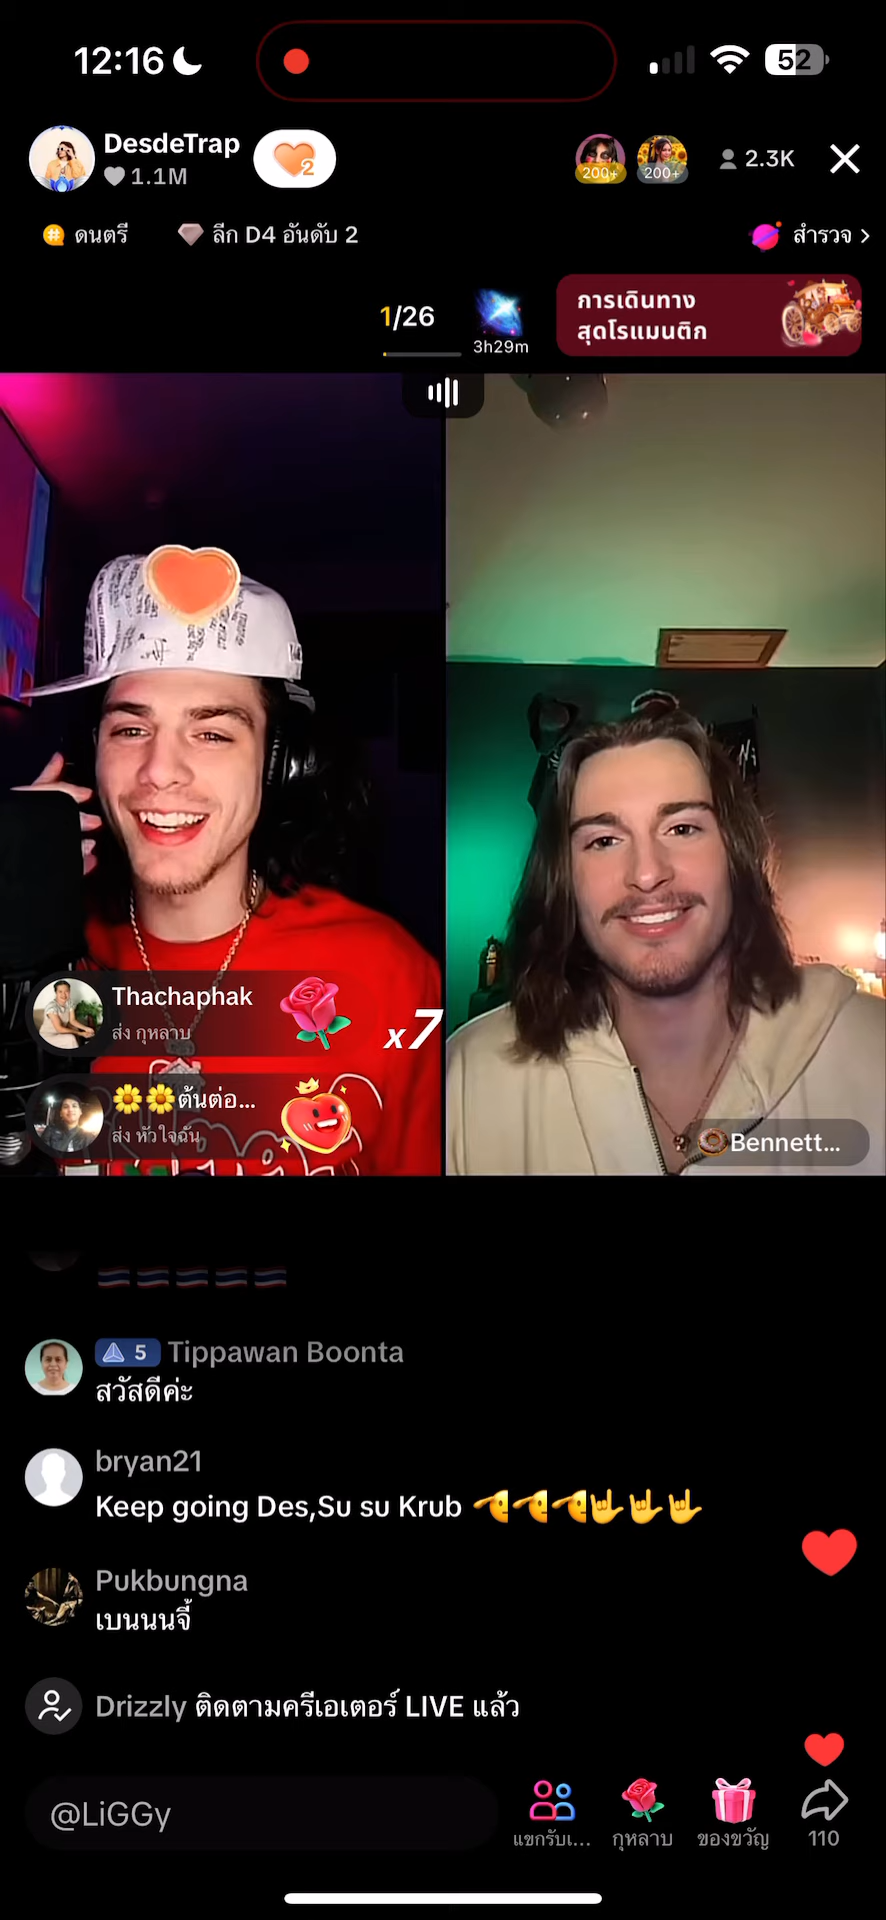 12:16
52
DesdeTrap
2
1.1M
200+
200+
2.3K
ดนตรี
ลีก D4 อันดับ 2
สำรวจ
1/26
3h29m
การเดินทาง
สุดโรแมนติก
Thachaphak
ส่ง กุหลาบ
x7
🌼🌼ต้นต่อ...
ส่ง หัวใจฉัน
🍩Bennett...
🇹🇭🇹🇭🇹🇭🇹🇭🇹🇭
5 Tippawan Boonta
สวัสดีค่ะ
bryan21
Keep going Des,Su su Krub 🫡🫡🫡🤟🤟🤟
Pukbungna
เบนนนจี้
Drizzly ติดตามครีเอเตอร์ LIVE แล้ว
@LiGGy
แขกรับเ...
กุหลาบ
ของขวัญ
110